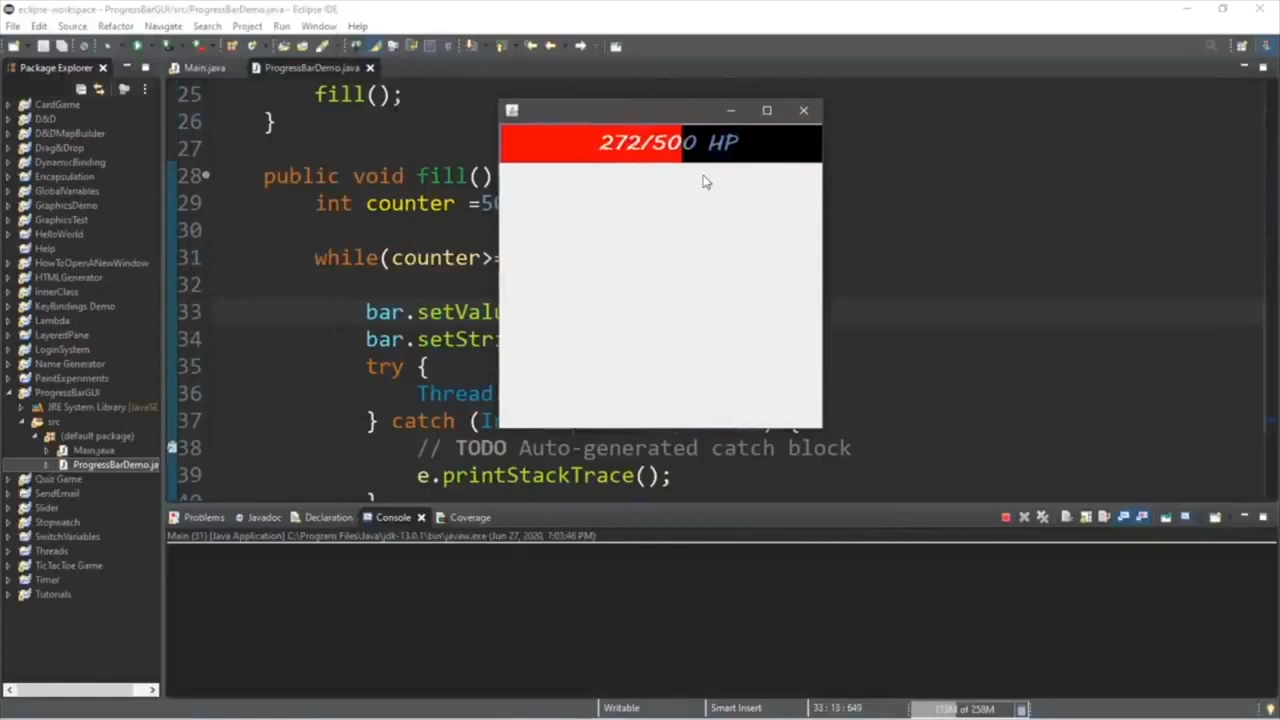 eclipse-workspace - ProgressBarGUI/src/ProgressBarDemo.java - Eclipse IDE
File Edit Source Refactor Navigate Search Project Run Window Help
Package Explorer
Main.java
ProgressBarDemo.java
CardGame
D&D
D&DMapBuilder
Drag&Drop
DynamicBinding
Encapsulation
GlobalVariables
GraphicsDemo
GraphicsTest
HelloWorld
Help
HowToOpenANewWindow
HTMLGenerator
InnerClass
KeyBindings Demo
Lambda
LayeredPane
LoginSystem
Name Generator
PaintExpenments
ProgressBarGUI
JRE System Library [JavaSE
src
(default package)
Main.java
ProgressBarDemo.ja
Quiz Game
SendEmail
Slider
Stopwatch
SwitchVariables
Threads
TicTacToe Game
Timer
Tutorials
25 fill();
26 }
27
28 public void fill()
29 int counter =50
30
31 while(counter>=
32
33 bar.setValu
34 bar.setStri
35 try {
36 Thread
37 } catch (In {
38 // TODO Auto-generated catch block
39 e.printStackTrace();
40 }
272/500 HP
Problems Javadoc Declaration Console Coverage
Main (31) [Java Application] C:\Program Files\Java\jdk-13.0.1\bin\javaw.exe (Jun 27, 2020, 7:03:46 PM)
Writable Smart Insert 33 : 13 : 649 113M of 258M